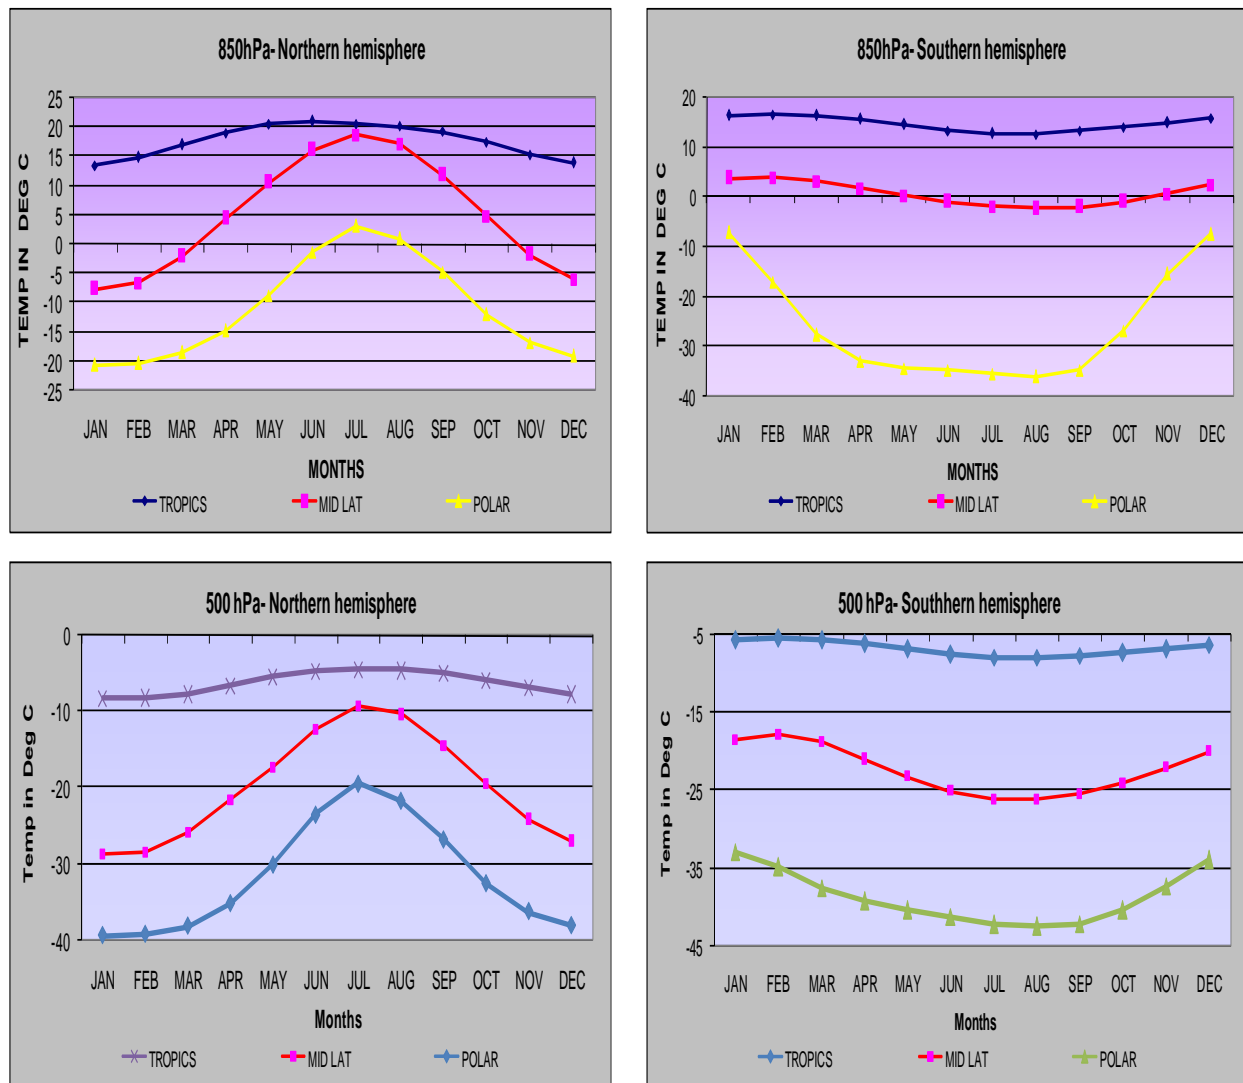 850hPa- Northern hemisphere
25
20
15
10
5
0
-5
-10
-15
-20
-25
TEMP IN DEG C
JAN FEB MAR APR MAY JUN JUL AUG SEP OCT NOV DEC
MONTHS
TROPICS MID LAT POLAR
850hPa- Southern hemisphere
20
10
0
-10
-20
-30
-40
TEMP IN DEG C
JAN FEB MAR APR MAY JUN JUL AUG SEP OCT NOV DEC
MONTHS
TROPICS MID LAT POLAR
500 hPa- Northern hemisphere
0
-10
-20
-30
-40
Temp in Deg C
JAN FEB MAR APR MAY JUN JUL AUG SEP OCT NOV DEC
Months
TROPICS MID LAT POLAR
500 hPa- Southhern hemisphere
-5
-15
-25
-35
-45
Temp in Deg C
JAN FEB MAR APR MAY JUN JUL AUG SEP OCT NOV DEC
Months
TROPICS MID LAT POLAR